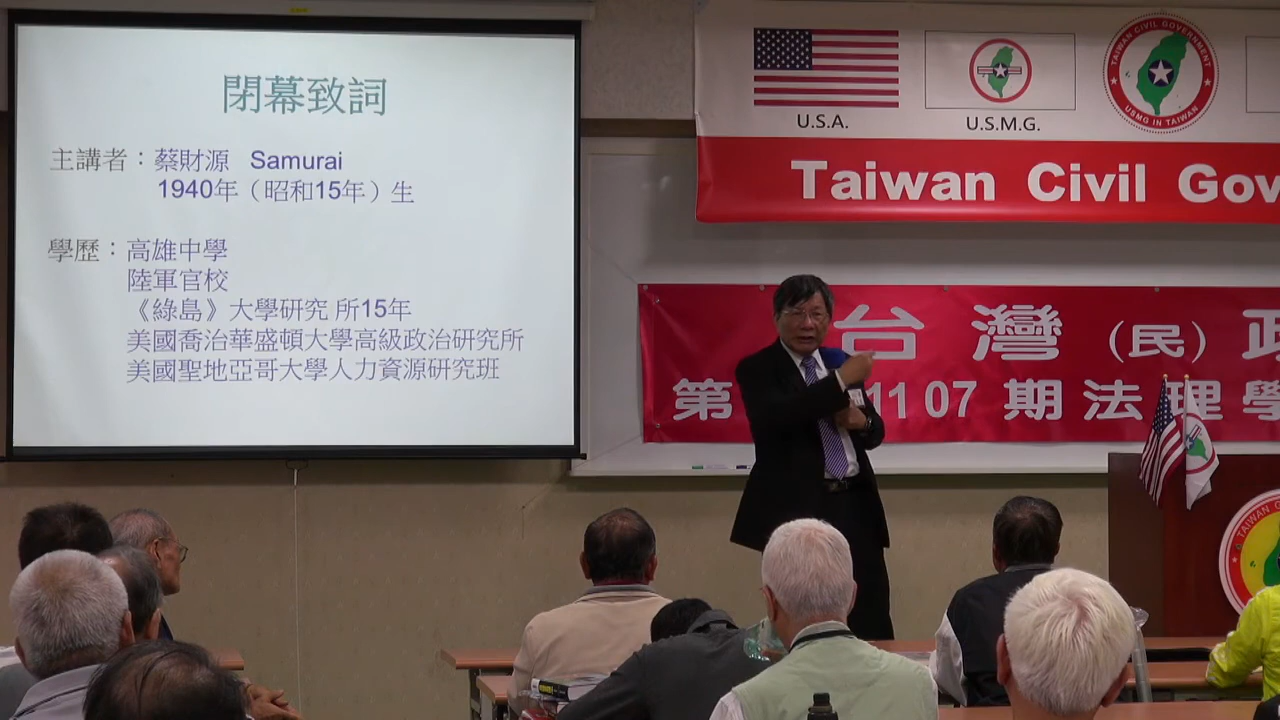 閉幕致詞
主講者：蔡財源 Samurai
1940年（昭和15年）生
學歷：高雄中學
陸軍官校
《綠島》大學研究 所15年
美國喬治華盛頓大學高級政治研究所
美國聖地亞哥大學人力資源研究班
U.S.A.
U.S.M.G.
TAIWAN CIVIL GOVERNMENT
USMG IN TAIWAN
Taiwan Civil Gov
台灣（民）政
第 11 07 期法理學
TAIWAN